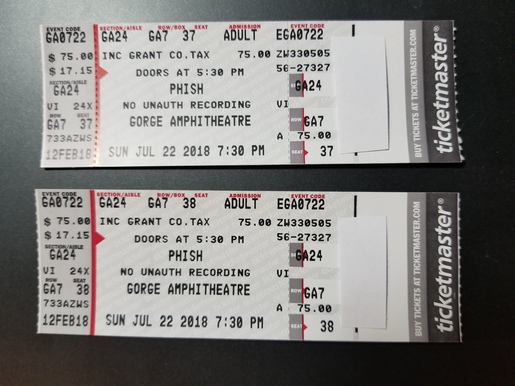 EVENT CODE SECTION/AISLE ROW/BOX SEAT ADMISSION EVENT CODE
GA0722 GA24 GA7 37 ADULT EGA0722
$ 75.00 INC GRANT CO.TAX 75.00 ZW330505
$ 17.15 DOORS AT 5:30 PM 56-27327
SECTION/AISLE
GA24 PHISH GA24
VI 24X NO UNAUTH RECORDING VI
ROW SEAT
GA7 37 GORGE AMPHITHEATRE ROW GA7
733AZWS A 75.00
12FEB18 SUN JUL 22 2018 7:30 PM SEAT 37
BUY TICKETS AT TICKETMASTER.COM
ticketmaster®
EVENT CODE SECTION/AISLE ROW/BOX SEAT ADMISSION EVENT CODE
GA0722 GA24 GA7 38 ADULT EGA0722
$ 75.00 INC GRANT CO.TAX 75.00 ZW330505
$ 17.15 DOORS AT 5:30 PM 56-27327
SECTION/AISLE
GA24 PHISH GA24
VI 24X NO UNAUTH RECORDING VI
ROW SEAT
GA7 38 GORGE AMPHITHEATRE ROW GA7
733AZWS A 75.00
12FEB18 SUN JUL 22 2018 7:30 PM SEAT 38
BUY TICKETS AT TICKETMASTER.COM
ticketmaster®